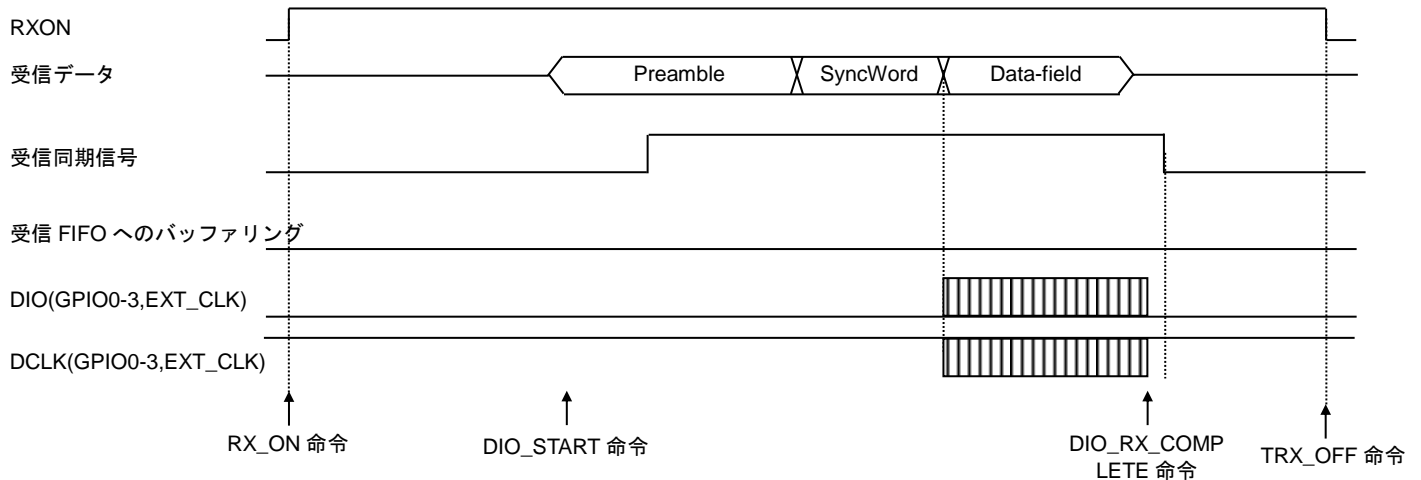 RXON
受信データ
Preamble
SyncWord
Data-field
受信同期信号
受信 FIFO へのバッファリング
DIO(GPIO0-3,EXT_CLK)
DCLK(GPIO0-3,EXT_CLK)
RX_ON 命令
DIO_START 命令
DIO_RX_COMP
LETE 命令
TRX_OFF 命令